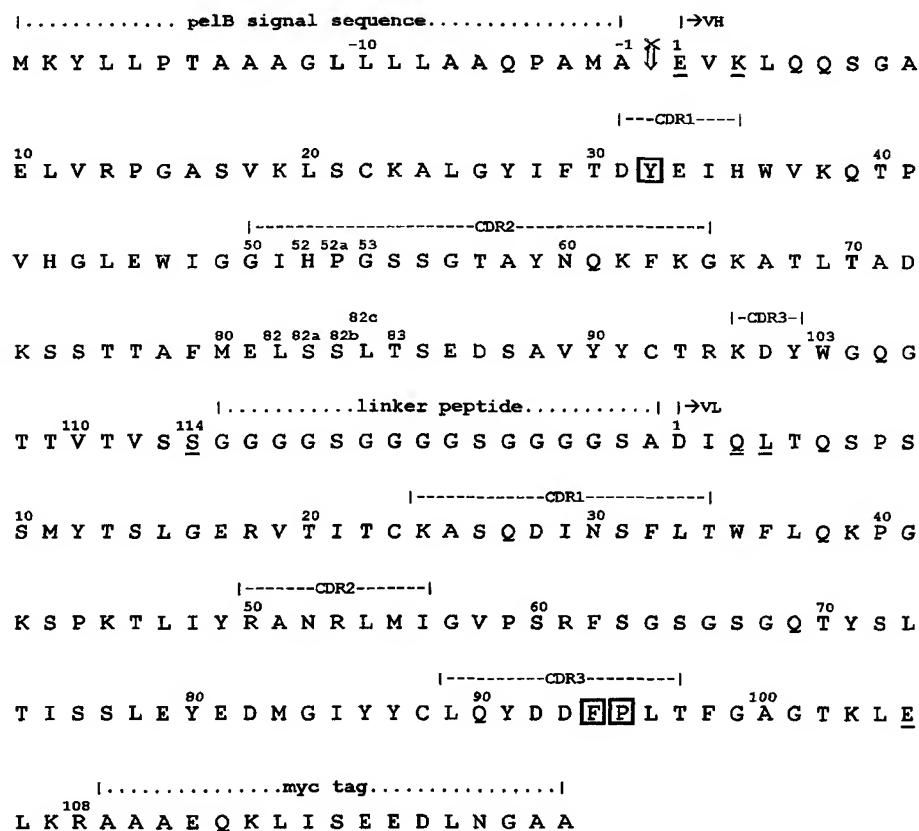 |............ pelB signal sequence ...............| |→VH
-10 -1 1
M K Y L L P T A A A G L L L L A A Q P A M A ⇓ E V K L Q Q S G A
|---CDR1----|
10 20 30 40
E L V R P G A S V K L S C K A L G Y I F T D Y E I H W V K Q T P
|----------------------CDR2--------------------|
50 52 52a 53 60 70
V H G L E W I G G I H P G S S G T A Y N Q K F K G K A T L T A D
82c |-CDR3-|
80 82 82a 82b 83 90 103
K S S T T A F M E L S S L T S E D S A V Y Y C T R K D Y W G Q G
|...........linker peptide...........| |→VL
110 114 1
T T V T V S S G G G G S G G G G S G G G G S A D I Q L T Q S P S
|-------------CDR1------------|
10 20 30 40
S M Y T S L G E R V T I T C K A S Q D I N S F L T W F L Q K P G
|-------CDR2-------|
50 60 70
K S P K T L I Y R A N R L M I G V P S R F S G S G S G Q T Y S L
|----------CDR3---------|
80 90 100
T I S S L E Y E D M G I Y Y C L Q Y D D F P L T F G A G T K L E
|...............myc tag................|
108
L K R A A A E Q K L I S E E D L N G A A